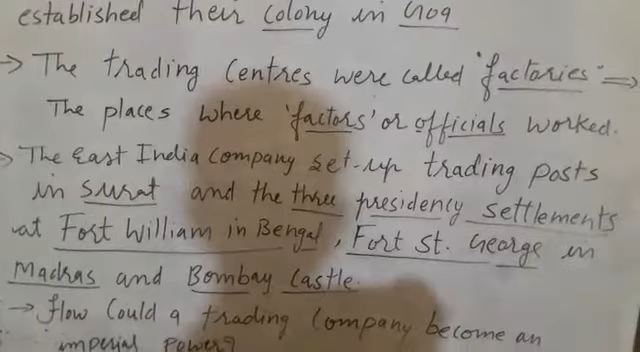 established their colony in Goa
→ The trading Centres were called "factories" ⇒
The places where 'factors' or officials worked.
→ The East India Company set-up trading posts
in Surat and the three presidency settlements
at Fort William in Bengal, Fort St. George in
Madras and Bombay Castle.
→ How Could a trading Company become an
imperial power?